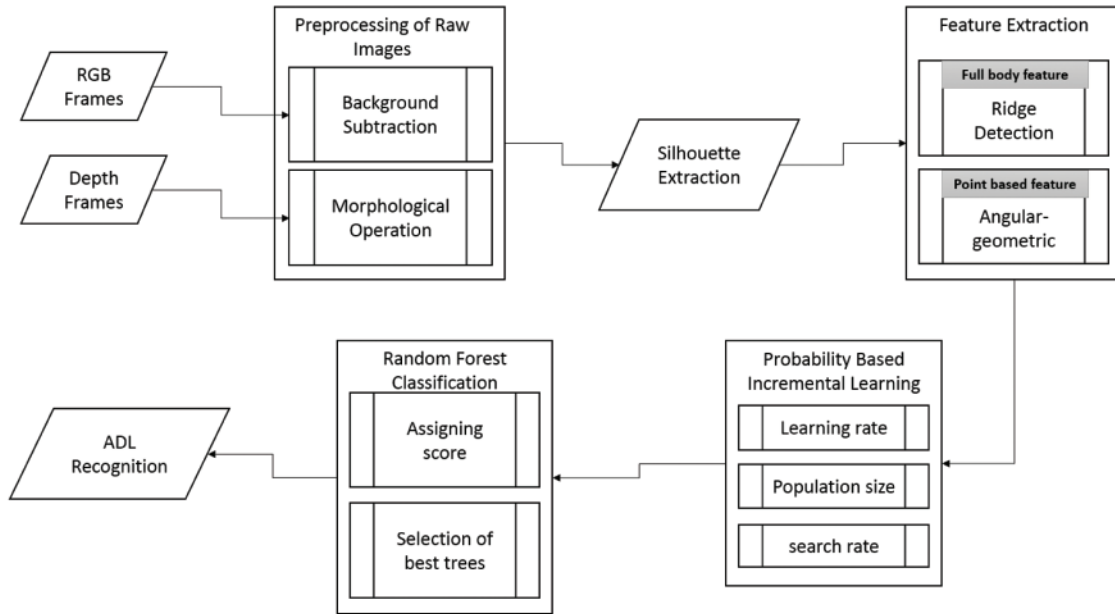 Preprocessing of Raw
Images
RGB
Frames
Background
Subtraction
Depth
Frames
Morphological
Operation
Silhouette
Extraction
Feature Extraction
Full body feature
Ridge
Detection
Point based feature
Angular-
geometric
Probability Based
Incremental Learning
Learning rate
Population size
search rate
Random Forest
Classification
Assigning
score
Selection of
best trees
ADL
Recognition